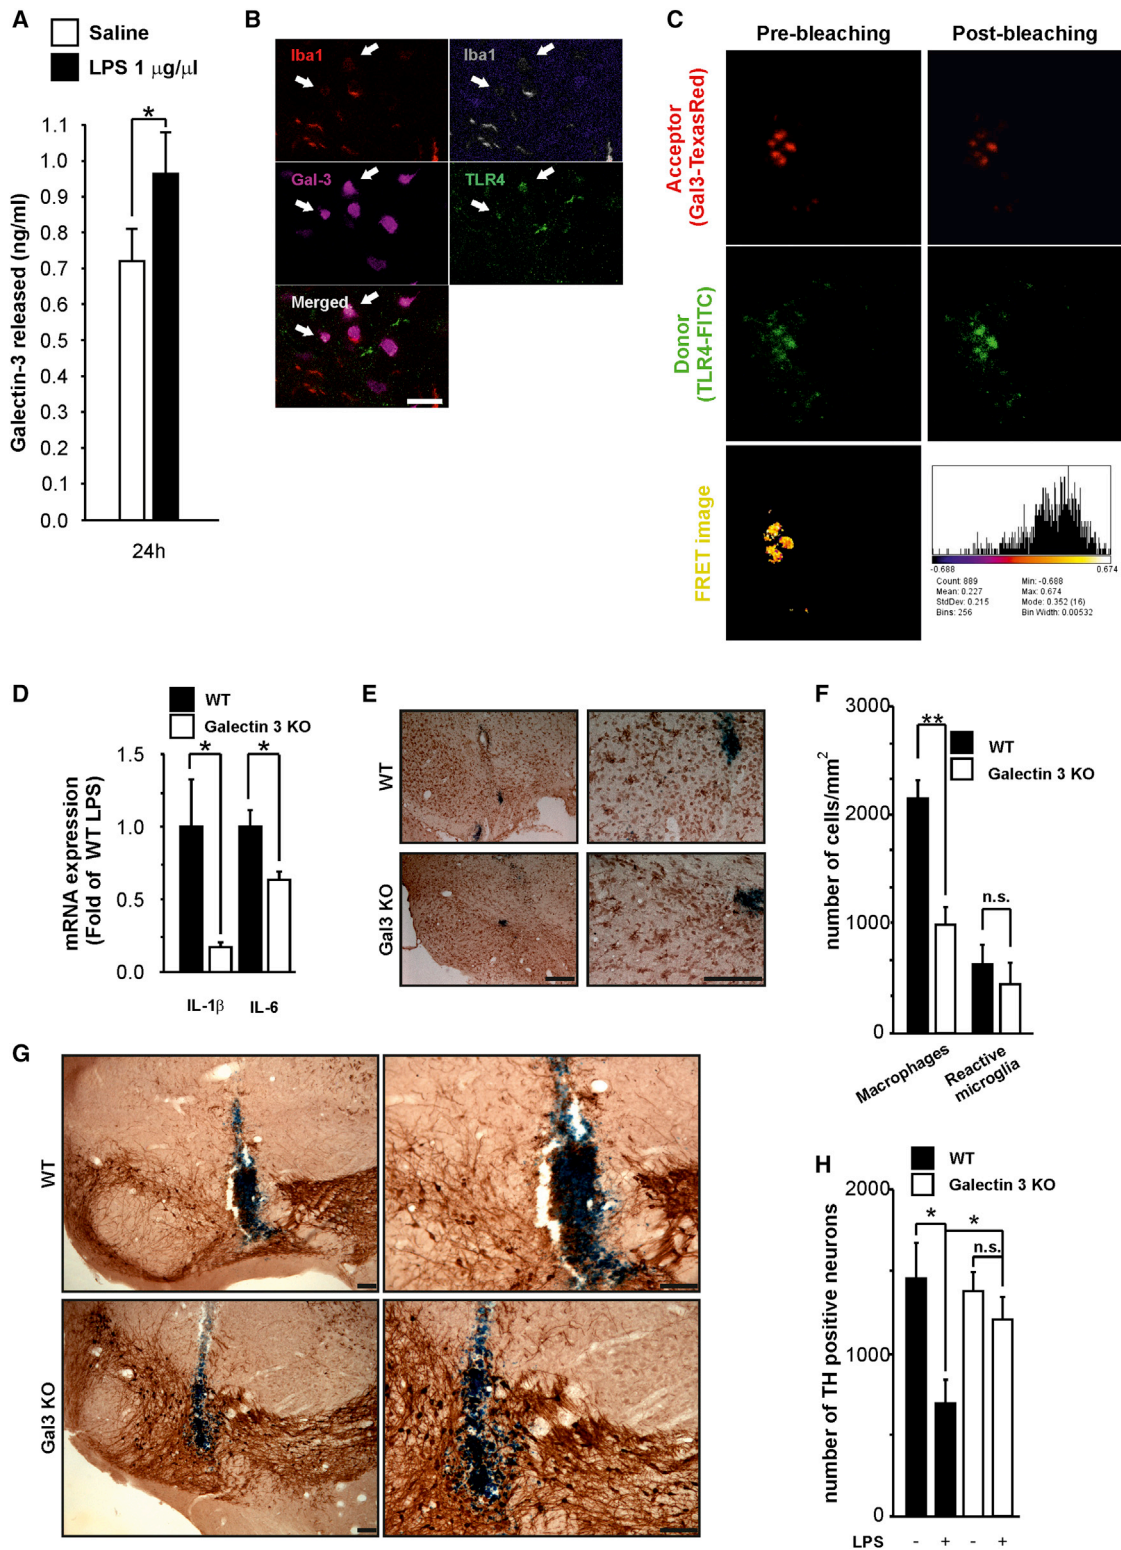 A
Saline
LPS 1 μg/μl
*
Galectin-3 released (ng/ml)
1.1
1.0
0.9
0.8
0.7
0.6
0.5
0.4
0.3
0.2
0.1
0.0
24h
B
Iba1
Iba1
Gal-3
TLR4
Merged
C
Pre-bleaching
Post-bleaching
Acceptor
(Gal3-TexasRed)
Donor
(TLR4-FITC)
FRET image
-0.688
0.674
Count: 889
Min: -0.688
Mean: 0.227
Max: 0.674
StdDev: 0.215
Mode: 0.352 (16)
Bins: 256
Bin Width: 0.00532
D
WT
Galectin 3 KO
mRNA expression
(Fold of WT LPS)
1.5
1.0
0.5
0.0
*
*
IL-1β
IL-6
E
WT
Gal3 KO
F
number of cells/mm²
3000
2000
1000
0
**
WT
Galectin 3 KO
n.s.
Macrophages
Reactive
microglia
G
WT
Gal3 KO
H
WT
Galectin 3 KO
number of TH positive neurons
2000
1000
0
*
*
n.s.
LPS
-
+
-
+